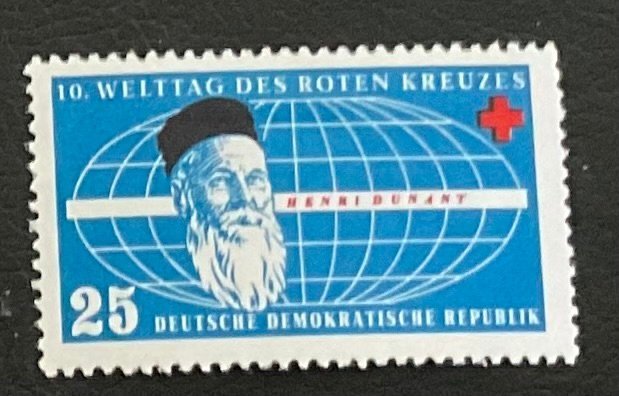 10. WELTTAG DES ROTEN KREUZES
HENRI DUNANT
25 DEUTSCHE DEMOKRATISCHE REPUBLIK